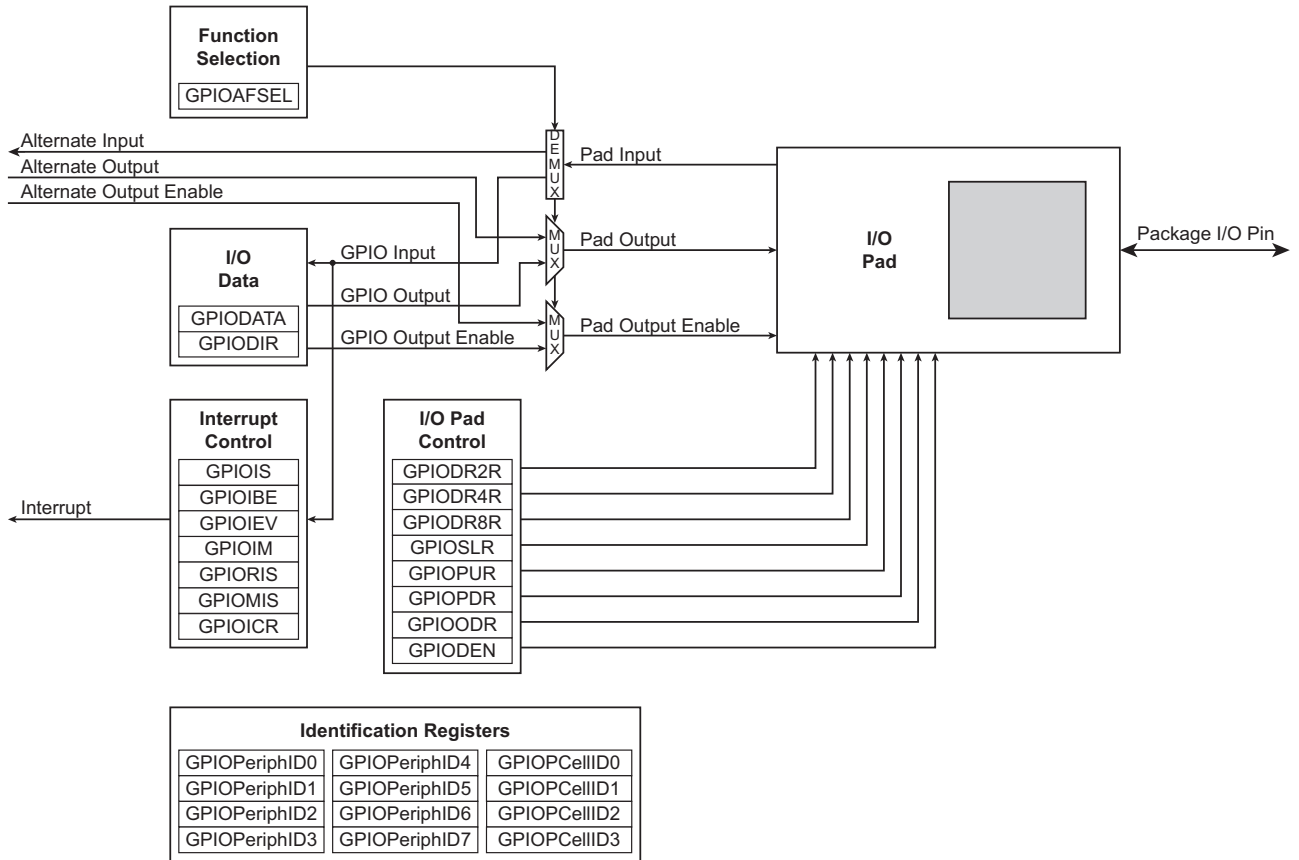 Function
Selection
GPIOAFSEL
Alternate Input
Alternate Output
Alternate Output Enable
DEMUX
Pad Input
MUX
Pad Output
I/O
Pad
Package I/O Pin
I/O
Data
GPIODATA
GPIODIR
GPIO Input
GPIO Output
GPIO Output Enable
MUX
Pad Output Enable
Interrupt
Control
GPIOIS
GPIOIBE
GPIOIEV
GPIOIM
GPIORIS
GPIOMIS
GPIOICR
Interrupt
I/O Pad
Control
GPIODR2R
GPIODR4R
GPIODR8R
GPIOSLR
GPIOPUR
GPIOPDR
GPIOODR
GPIODEN
Identification Registers
GPIOPeriphID0 GPIOPeriphID4 GPIOPCellID0
GPIOPeriphID1 GPIOPeriphID5 GPIOPCellID1
GPIOPeriphID2 GPIOPeriphID6 GPIOPCellID2
GPIOPeriphID3 GPIOPeriphID7 GPIOPCellID3